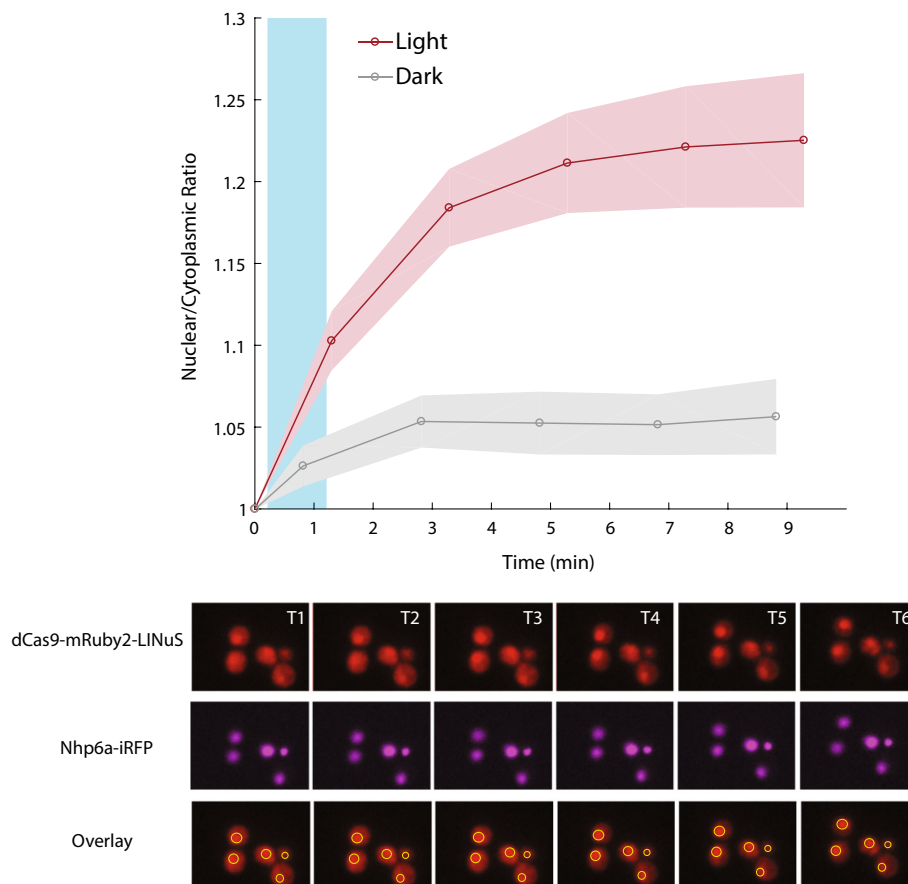 1.3
1.25
1.2
1.15
1.1
1.05
1
Nuclear/Cytoplasmic Ratio
Light
Dark
0 1 2 3 4 5 6 7 8 9
Time (min)
dCas9-mRuby2-LINuS
T1 T2 T3 T4 T5 T6
Nhp6a-iRFP
Overlay